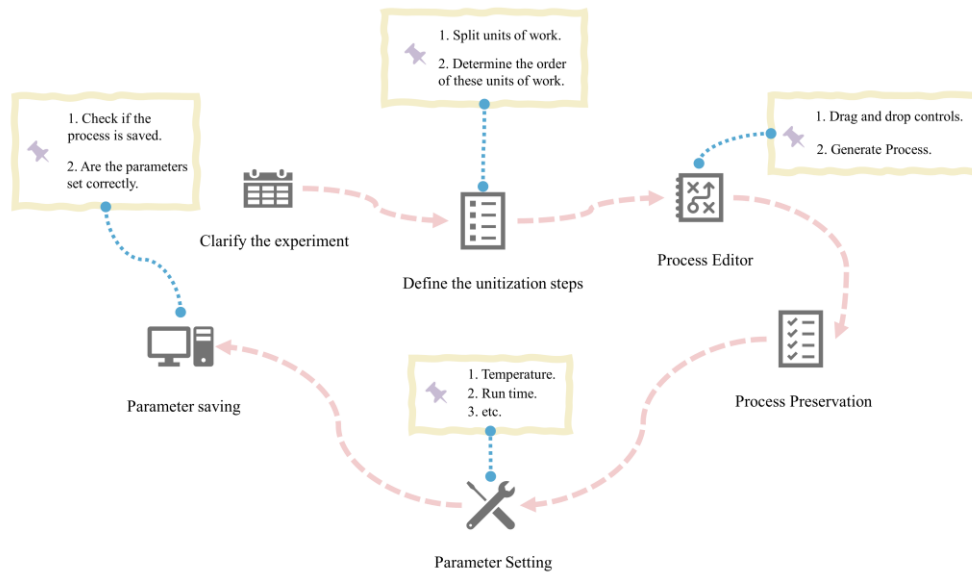 1. Split units of work.
2. Determine the order
of these units of work.
1. Check if the
process is saved.
2. Are the parameters
set correctly.
1. Drag and drop controls.
2. Generate Process.
Clarify the experiment
Define the unitization steps
Process Editor
Process Preservation
1. Temperature.
2. Run time.
3. etc.
Parameter saving
Parameter Setting